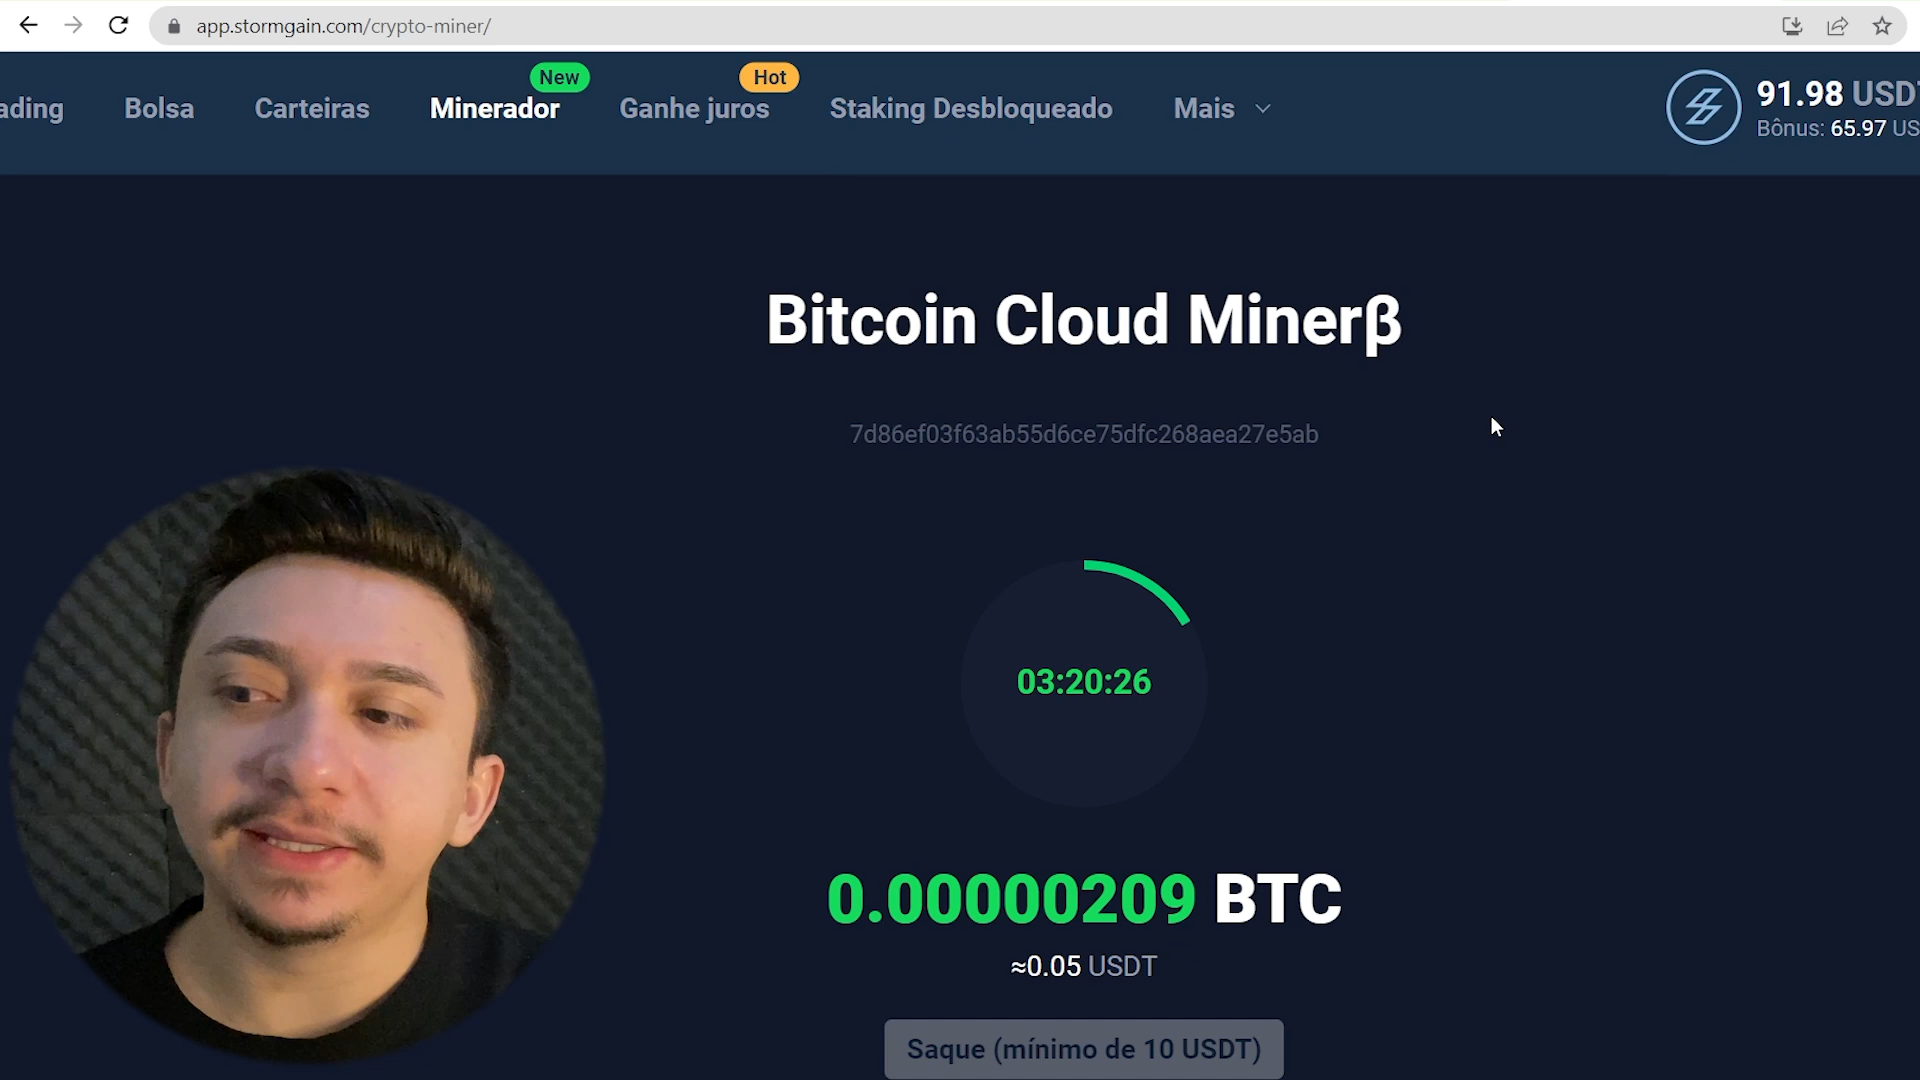 app.stormgain.com/crypto-miner/
New
Hot
ading Bolsa Carteiras Minerador Ganhe juros Staking Desbloqueado Mais
91.98 USDT
Bônus: 65.97 US
Bitcoin Cloud Minerβ
7d86ef03f63ab55d6ce75dfc268aea27e5ab
03:20:26
0.00000209 BTC
≈0.05 USDT
Saque (mínimo de 10 USDT)